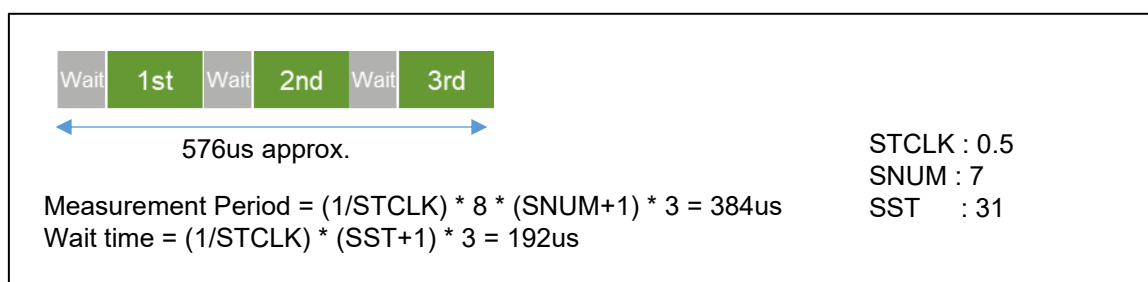 Wait 1st Wait 2nd Wait 3rd
576us approx.
STCLK : 0.5
SNUM : 7
SST : 31
Measurement Period = (1/STCLK) * 8 * (SNUM+1) * 3 = 384us
Wait time = (1/STCLK) * (SST+1) * 3 = 192us